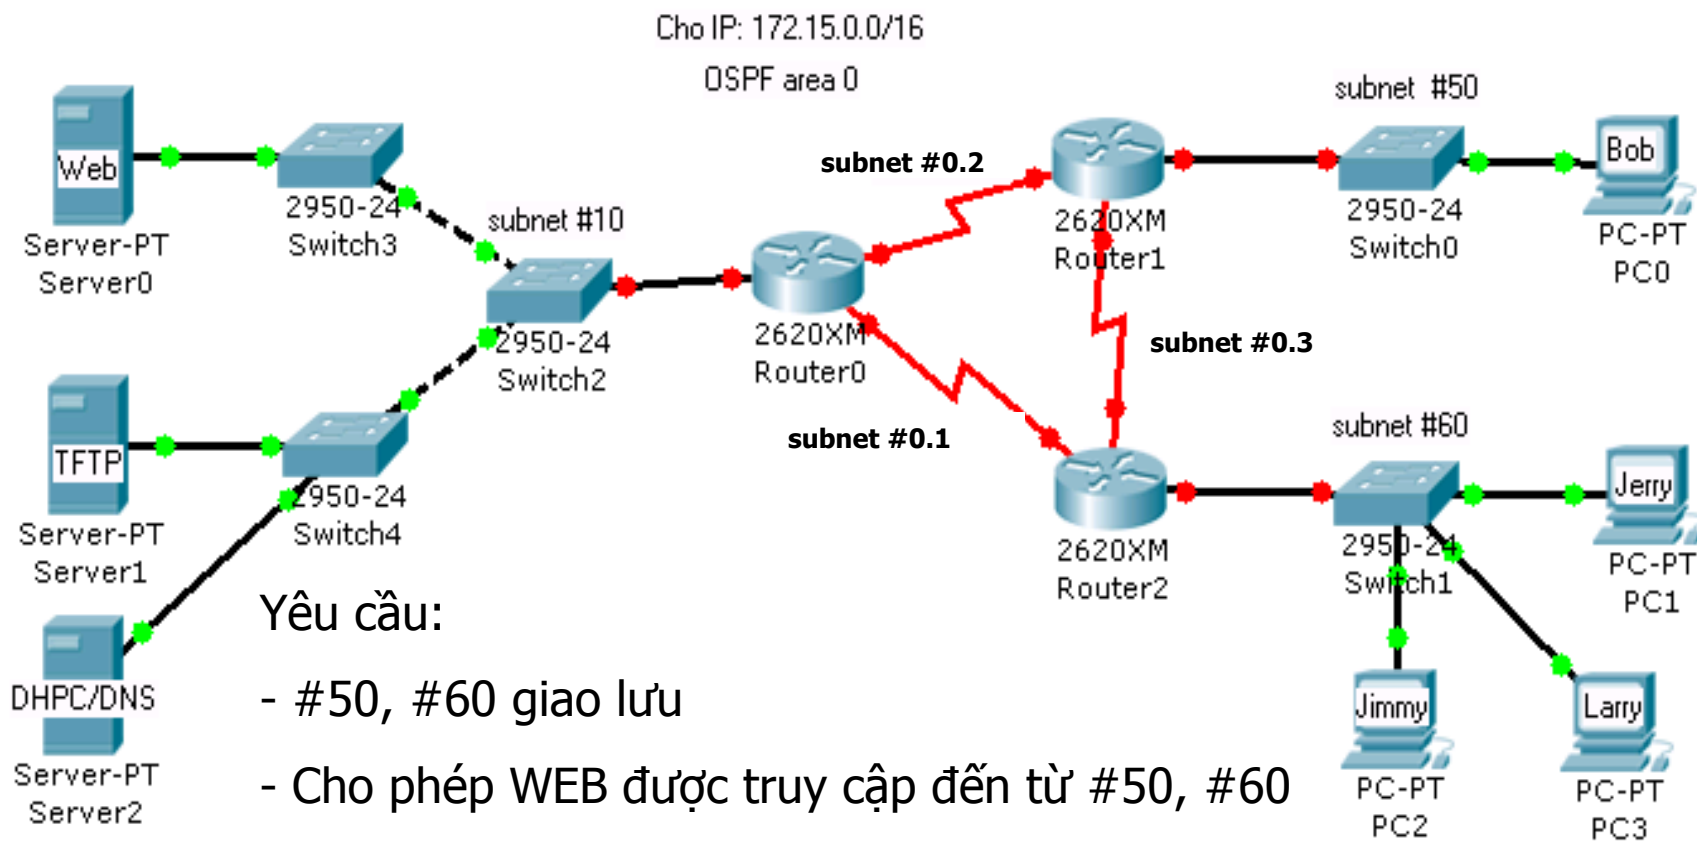 Cho IP: 172.15.0.0/16
OSPF area 0
Web
Server-PT
Server0
2950-24
Switch3
subnet #10
2950-24
Switch2
TFTP
Server-PT
Server1
2950-24
Switch4
DHPC/DNS
Server-PT
Server2
2620XM
Router0
subnet #0.2
subnet #0.1
2620XM
Router1
subnet #0.3
2620XM
Router2
subnet #50
2950-24
Switch0
Bob
PC-PT
PC0
subnet #60
2950-24
Switch1
Jerry
PC-PT
PC1
Jimmy
PC-PT
PC2
Larry
PC-PT
PC3
Yêu cầu:
- #50, #60 giao lưu
- Cho phép WEB được truy cập đến từ #50, #60